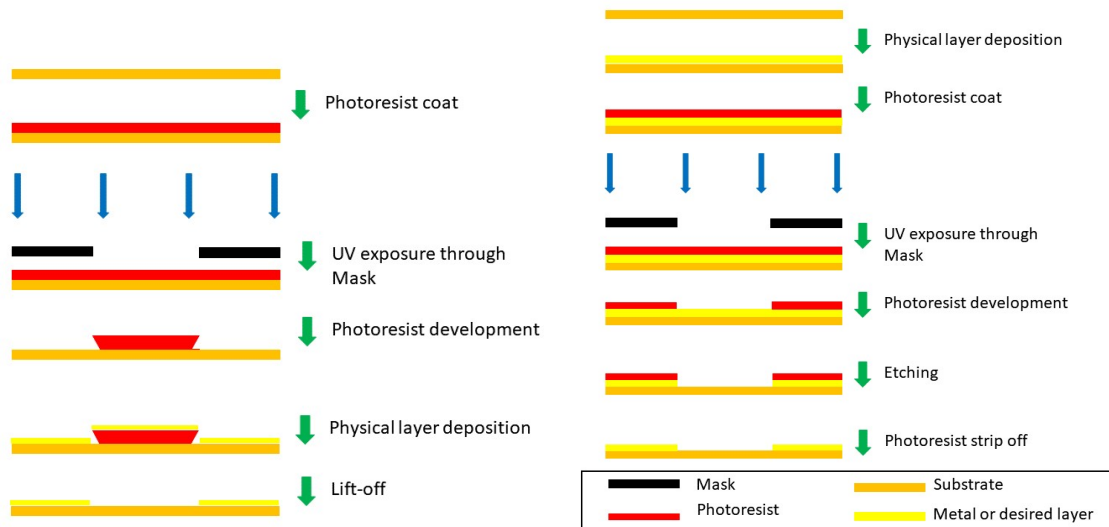 Photoresist coat
UV exposure through
Mask
Photoresist development
Physical layer deposition
Lift-off
Physical layer deposition
Photoresist coat
UV exposure through
Mask
Photoresist development
Etching
Photoresist strip off
Mask
Substrate
Photoresist
Metal or desired layer